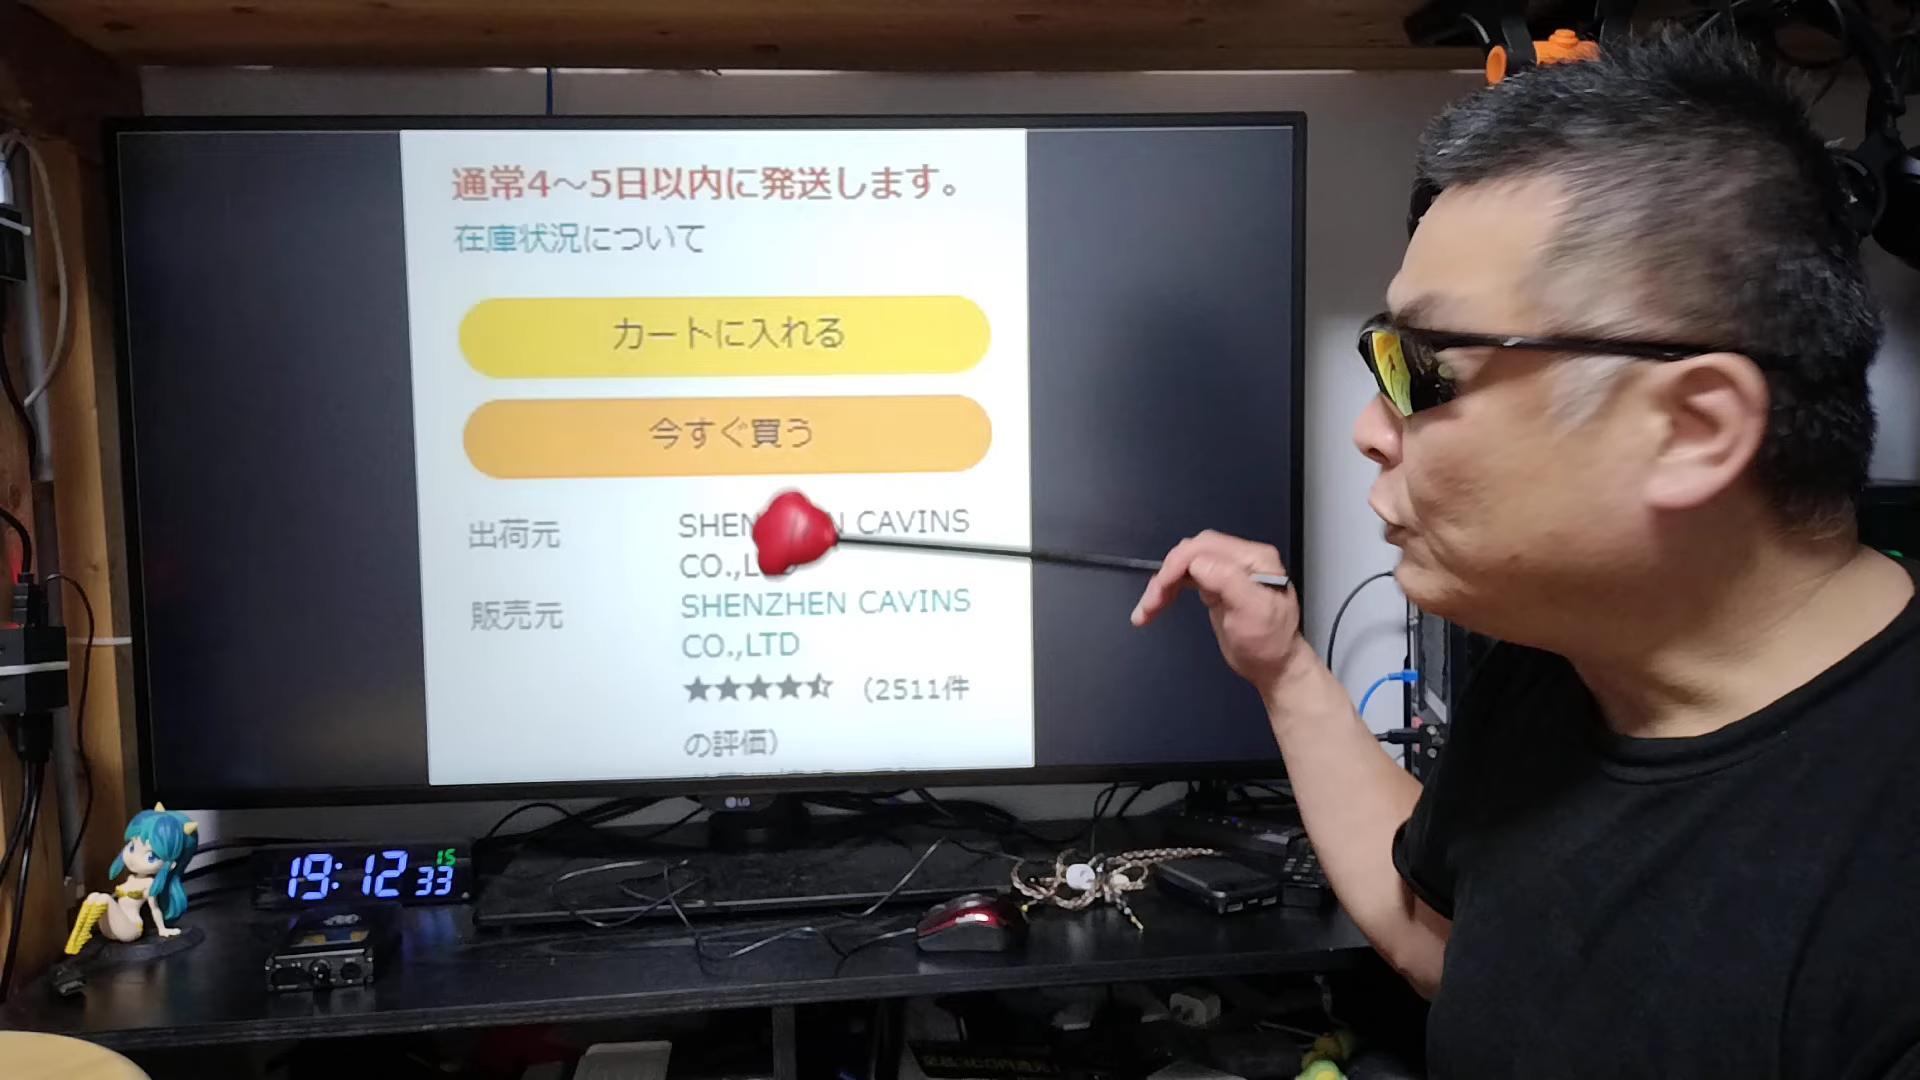 通常4～5日以内に発送します。
在庫状況について
カートに入れる
今すぐ買う
出荷元
SHEN N CAVINS
CO.,L D
販売元
SHENZHEN CAVINS
CO.,LTD
(2511件
の評価)
LG
19:12 33
15